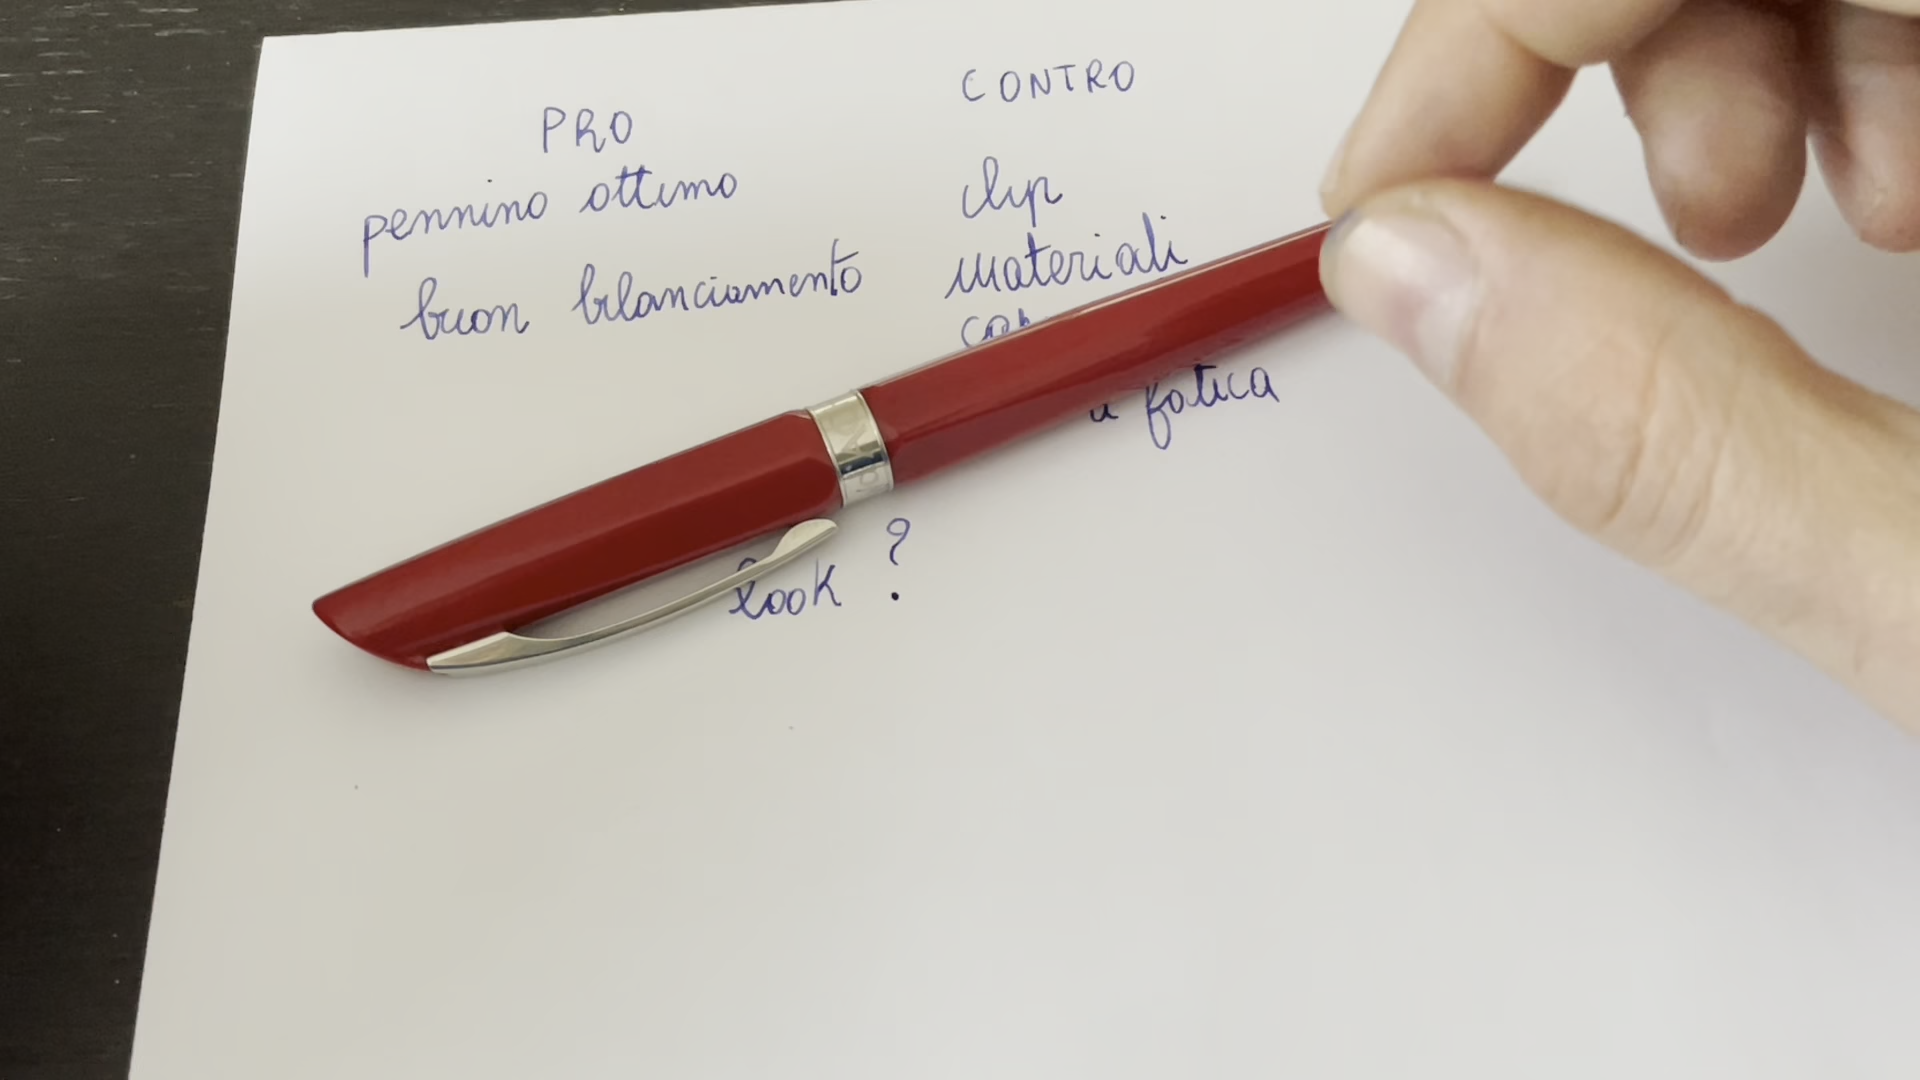 PRO
pennino ottimo
buon bilanciamento
CONTRO
clip
materiali
fatica
look ?